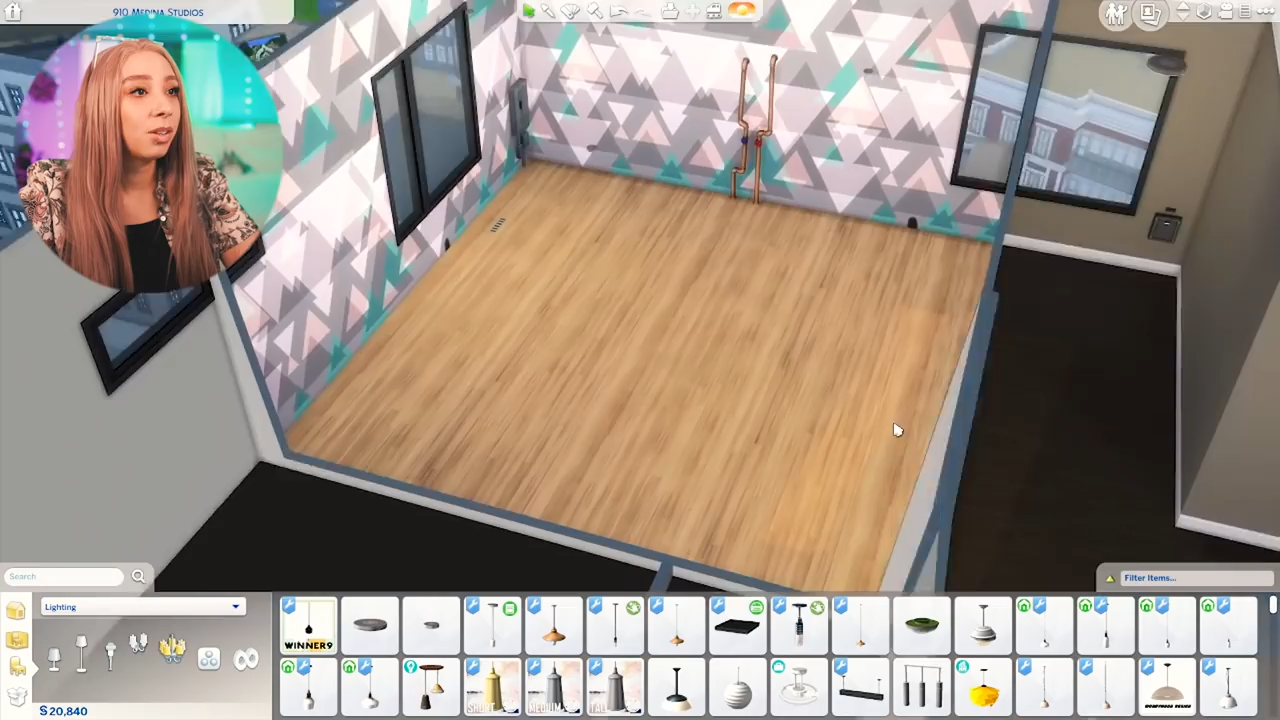 910 Medina Studios
Search
Filter Items...
Lighting
WINNER9
SHORT
MEDIUM
TALL
$20,840